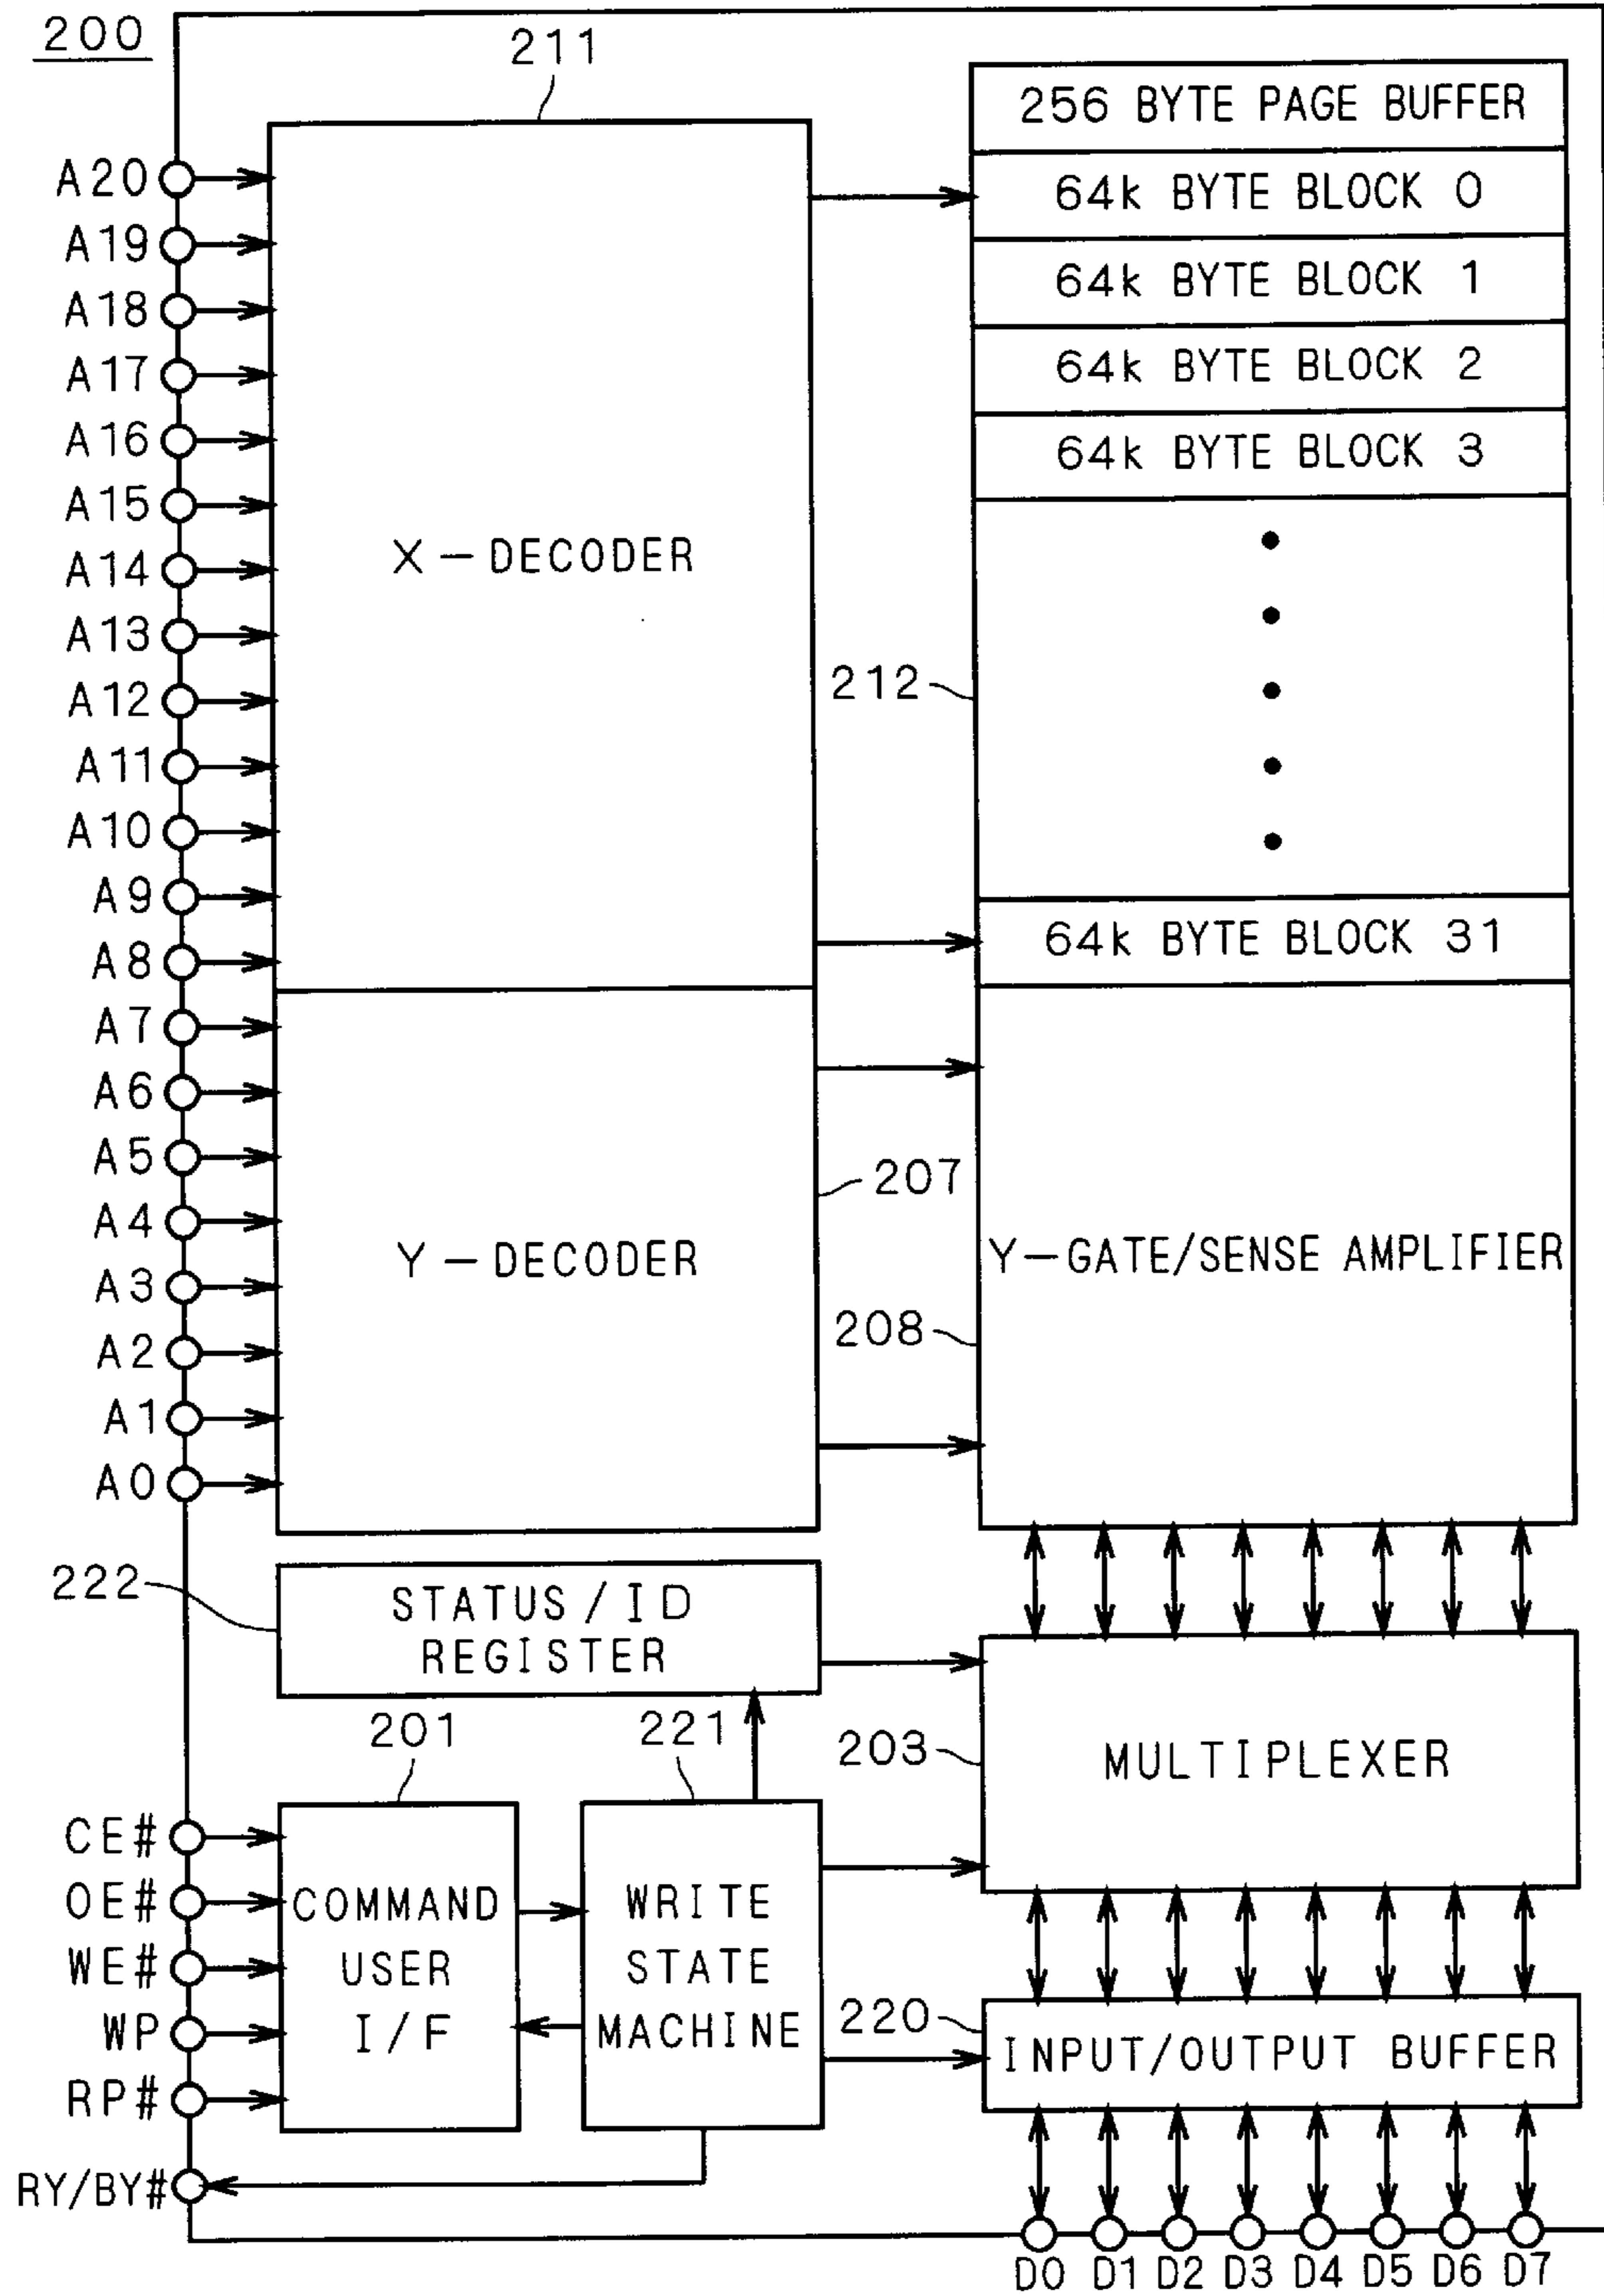 200
211
256 BYTE PAGE BUFFER
A20
64k BYTE BLOCK 0
A19
64k BYTE BLOCK 1
A18
A17
64k BYTE BLOCK 2
A16
64k BYTE BLOCK 3
A15
A14
X-DECODER
A13
A12
212
A11
A10
A9
A8
64k BYTE BLOCK 31
A7
A6
A5
207
A4
Y-DECODER
Y-GATE/SENSE AMPLIFIER
A3
208
A2
A1
A0
222
STATUS/ID
REGISTER
201
221
203
MULTIPLEXER
CE#
OE#
COMMAND
USER
I/F
WRITE
STATE
MACHINE
WE#
WP
220
INPUT/OUTPUT BUFFER
RP#
RY/BY#
D0 D1 D2 D3 D4 D5 D6 D7